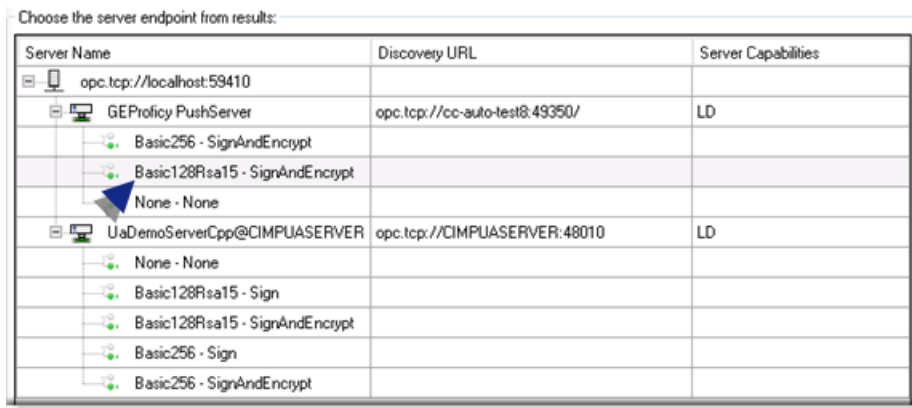 Choose the server endpoint from results:
Server Name Discovery URL Server Capabilities
opc.tcp://localhost:59410
GEProficy PushServer opc.tcp://cc-auto-test8:49350/ LD
Basic256 - SignAndEncrypt
Basic128Rsa15 - SignAndEncrypt
None - None
UaDemoServerCpp@CIMPUASERVER opc.tcp://CIMPUASERVER:48010 LD
None - None
Basic128Rsa15 - Sign
Basic128Rsa15 - SignAndEncrypt
Basic256 - Sign
Basic256 - SignAndEncrypt